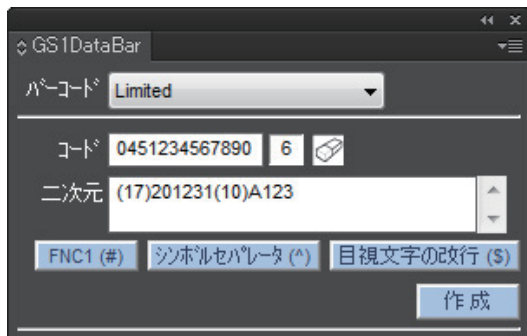 GS1DataBar
バーコード Limited
コード 0451234567890 6
二次元 (17)201231(10)A123
FNC1 (#) シンボルセパレータ (^) 目視文字の改行 ($)
作成